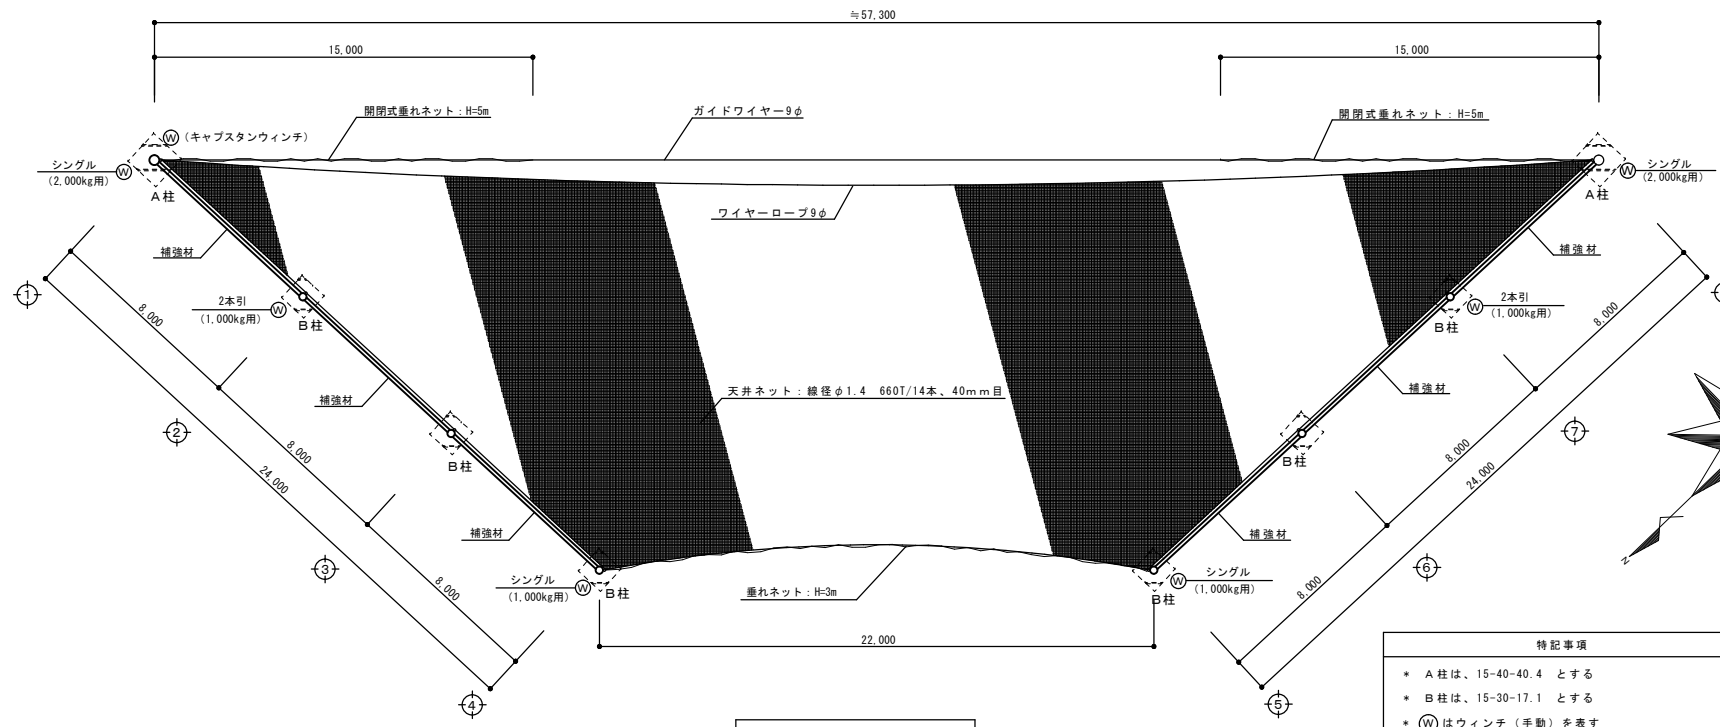 ≒57,300
15,000
15,000
開閉式垂れネット：H=5m
ガイドワイヤー9φ
開閉式垂れネット：H=5m
Ⓦ（キャプスタンウィンチ）
シングル
（2,000kg用）
Ⓦ
A柱
シングル
（2,000kg用）
Ⓦ
A柱
ワイヤーロープ9φ
補強材
補強材
①
8,000
2本引
（1,000kg用）
Ⓦ
B柱
2本引
（1,000kg用）
Ⓦ
B柱
8,000
補強材
天井ネット：線径φ1.4 660T/14本、40mm目
補強材
②
⑦
8,000
24,000
B柱
B柱
8,000
24,000
補強材
補強材
③
8,000
シングル
（1,000kg用）
Ⓦ
B柱
垂れネット：H=3m
シングル
（1,000kg用）
Ⓦ
B柱
8,000
⑥
N
22,000
④
⑤
特記事項
* A柱は、15-40-40.4 とする
* B柱は、15-30-17.1 とする
* Ⓦはウィンチ（手動）を表す